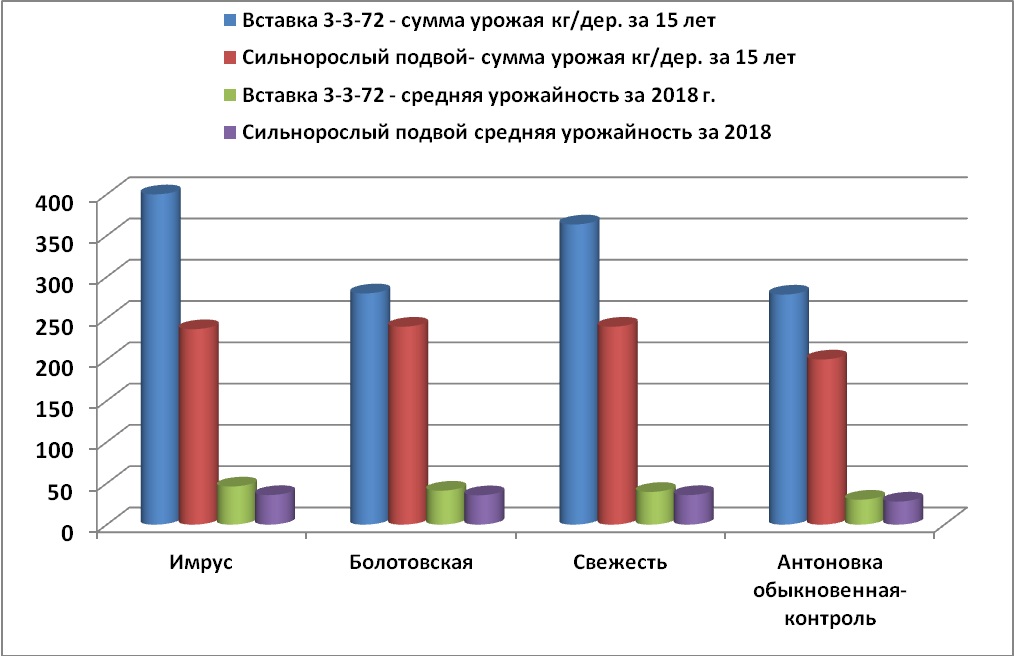 Вставка 3-3-72 - сумма урожая кг/дер. за 15 лет
Сильнорослый подвой- сумма урожая кг/дер. за 15 лет
Вставка 3-3-72 - средняя урожайность за 2018 г.
Сильнорослый подвой средняя урожайность за 2018
400
350
300
250
200
150
100
50
0
Имрус
Болотовская
Свежесть
Антоновка
обыкновенная-
контроль